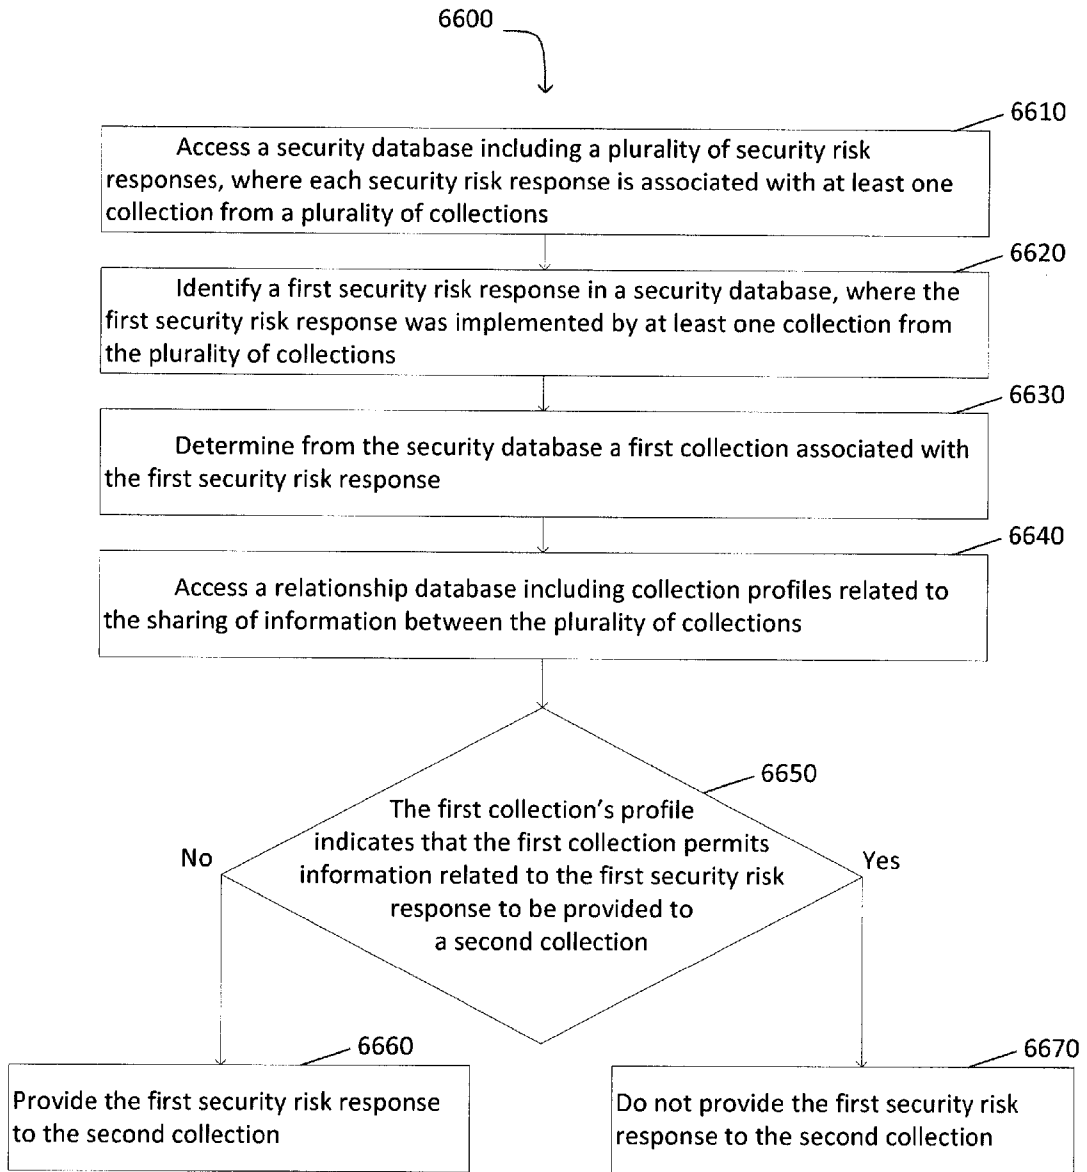 6600
6610
Access a security database including a plurality of security risk
responses, where each security risk response is associated with at least one
collection from a plurality of collections
6620
Identify a first security risk response in a security database, where the
first security risk response was implemented by at least one collection from
the plurality of collections
6630
Determine from the security database a first collection associated with
the first security risk response
6640
Access a relationship database including collection profiles related to
the sharing of information between the plurality of collections
6650
The first collection's profile
indicates that the first collection permits
information related to the first security risk
response to be provided to
a second collection
No
Yes
6660
Provide the first security risk response
to the second collection
6670
Do not provide the first security risk
response to the second collection